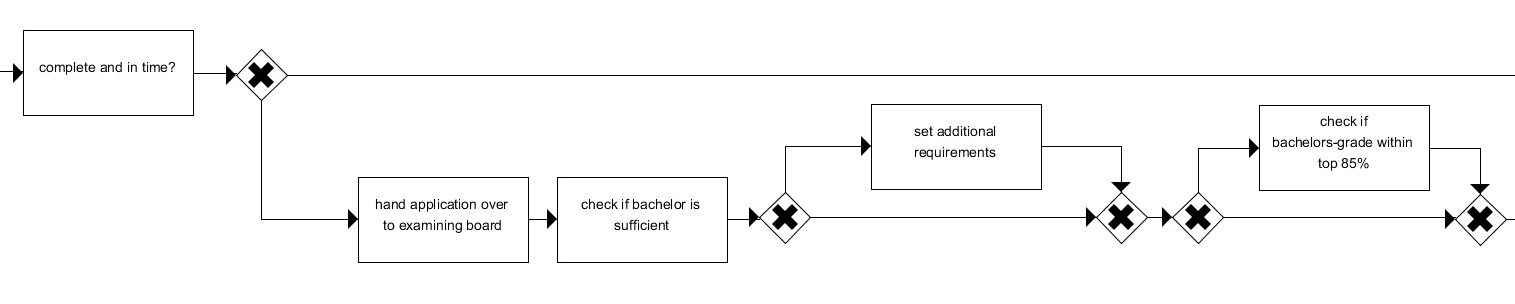 complete and in time?
hand application over
to examining board
check if bachelor is
sufficient
set additional
requirements
check if
bachelors-grade within
top 85%